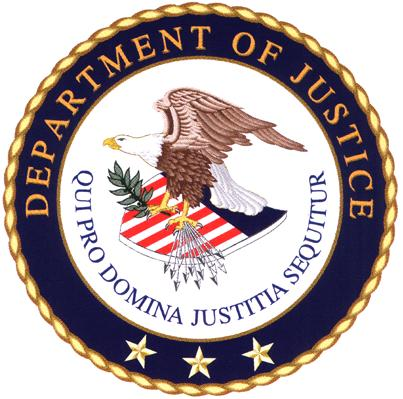 DEPARTMENT OF JUSTICE
QUI PRO DOMINA JUSTITIA SEQUITUR